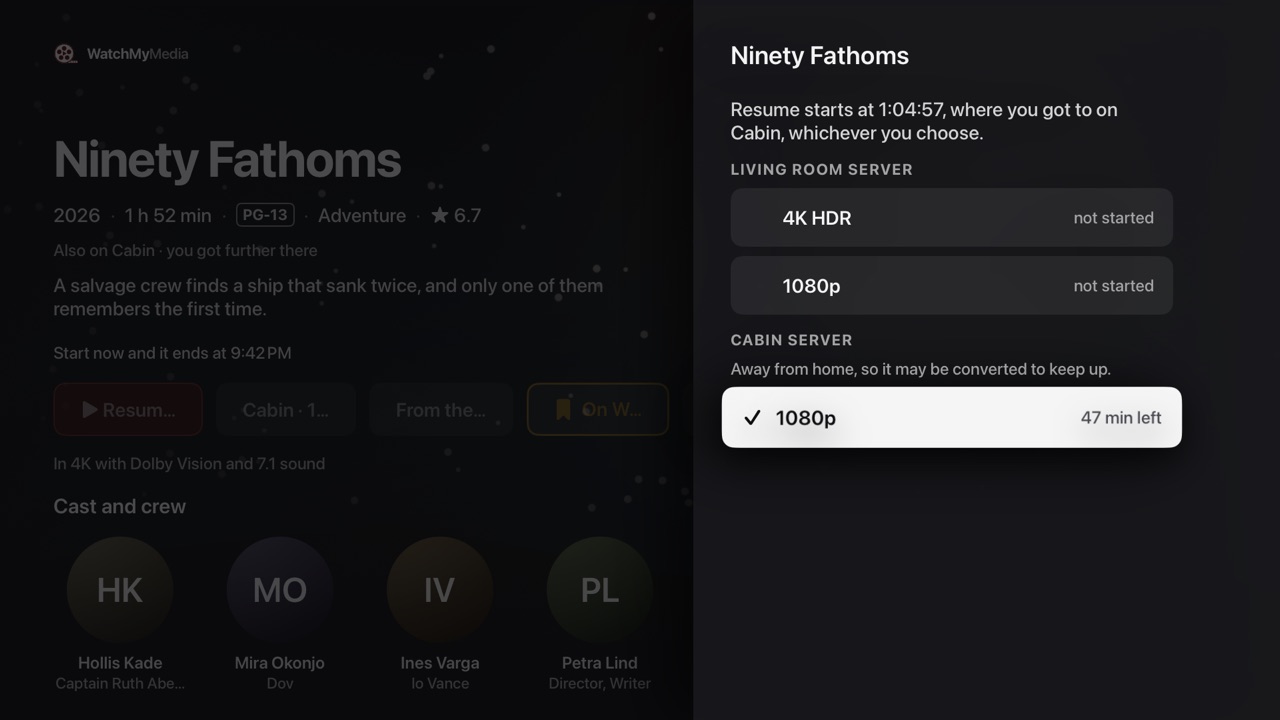 WatchMyMedia
Ninety Fathoms
2026 · 1 h 52 min · PG-13 · Adventure · ★ 6.7
Also on Cabin · you got further there
A salvage crew finds a ship that sank twice, and only one of them
remembers the first time.
Start now and it ends at 9:42 PM
Resum… Cabin · 1… From the… On W…
In 4K with Dolby Vision and 7.1 sound
Cast and crew
HK MO IV PL
Hollis Kade Mira Okonjo Ines Varga Petra Lind
Captain Ruth Abe… Dov Io Vance Director, Writer
Ninety Fathoms
Resume starts at 1:04:57, where you got to on
Cabin, whichever you choose.
LIVING ROOM SERVER
4K HDR not started
1080p not started
CABIN SERVER
Away from home, so it may be converted to keep up.
1080p 47 min left